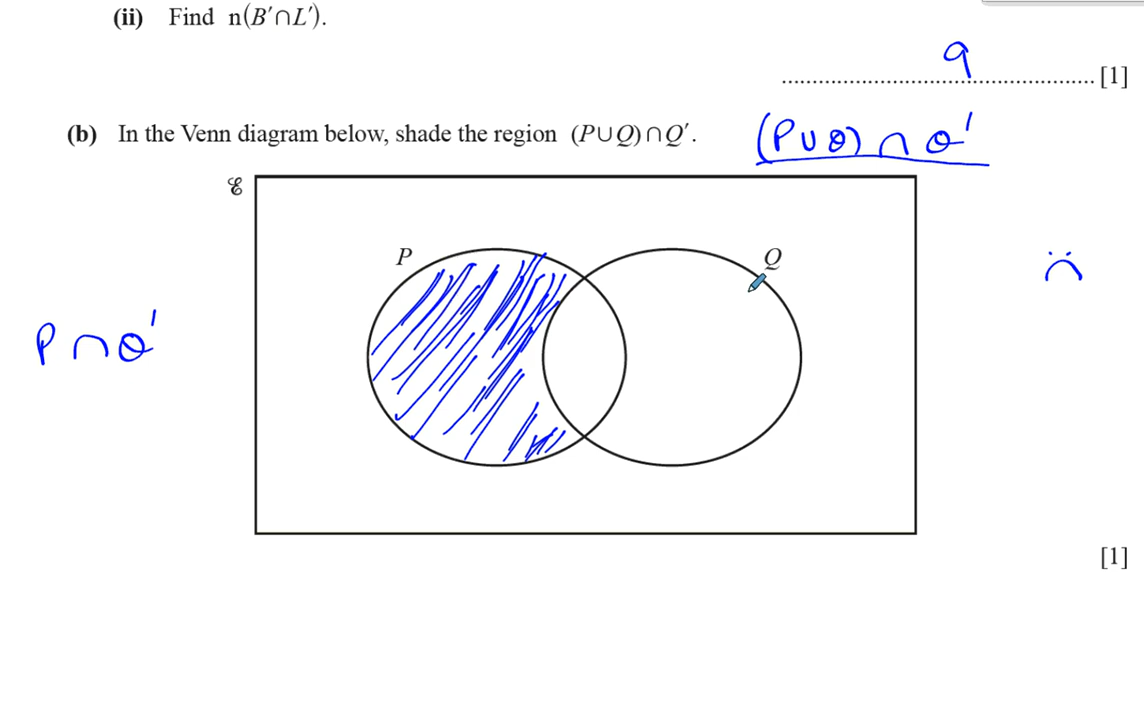 (ii) Find n(B′∩L′).
9
[1]
(b) In the Venn diagram below, shade the region (P∪Q)∩Q′.
(P∪Q)∩Q′
ℰ
P
Q
P∩Q′
[1]